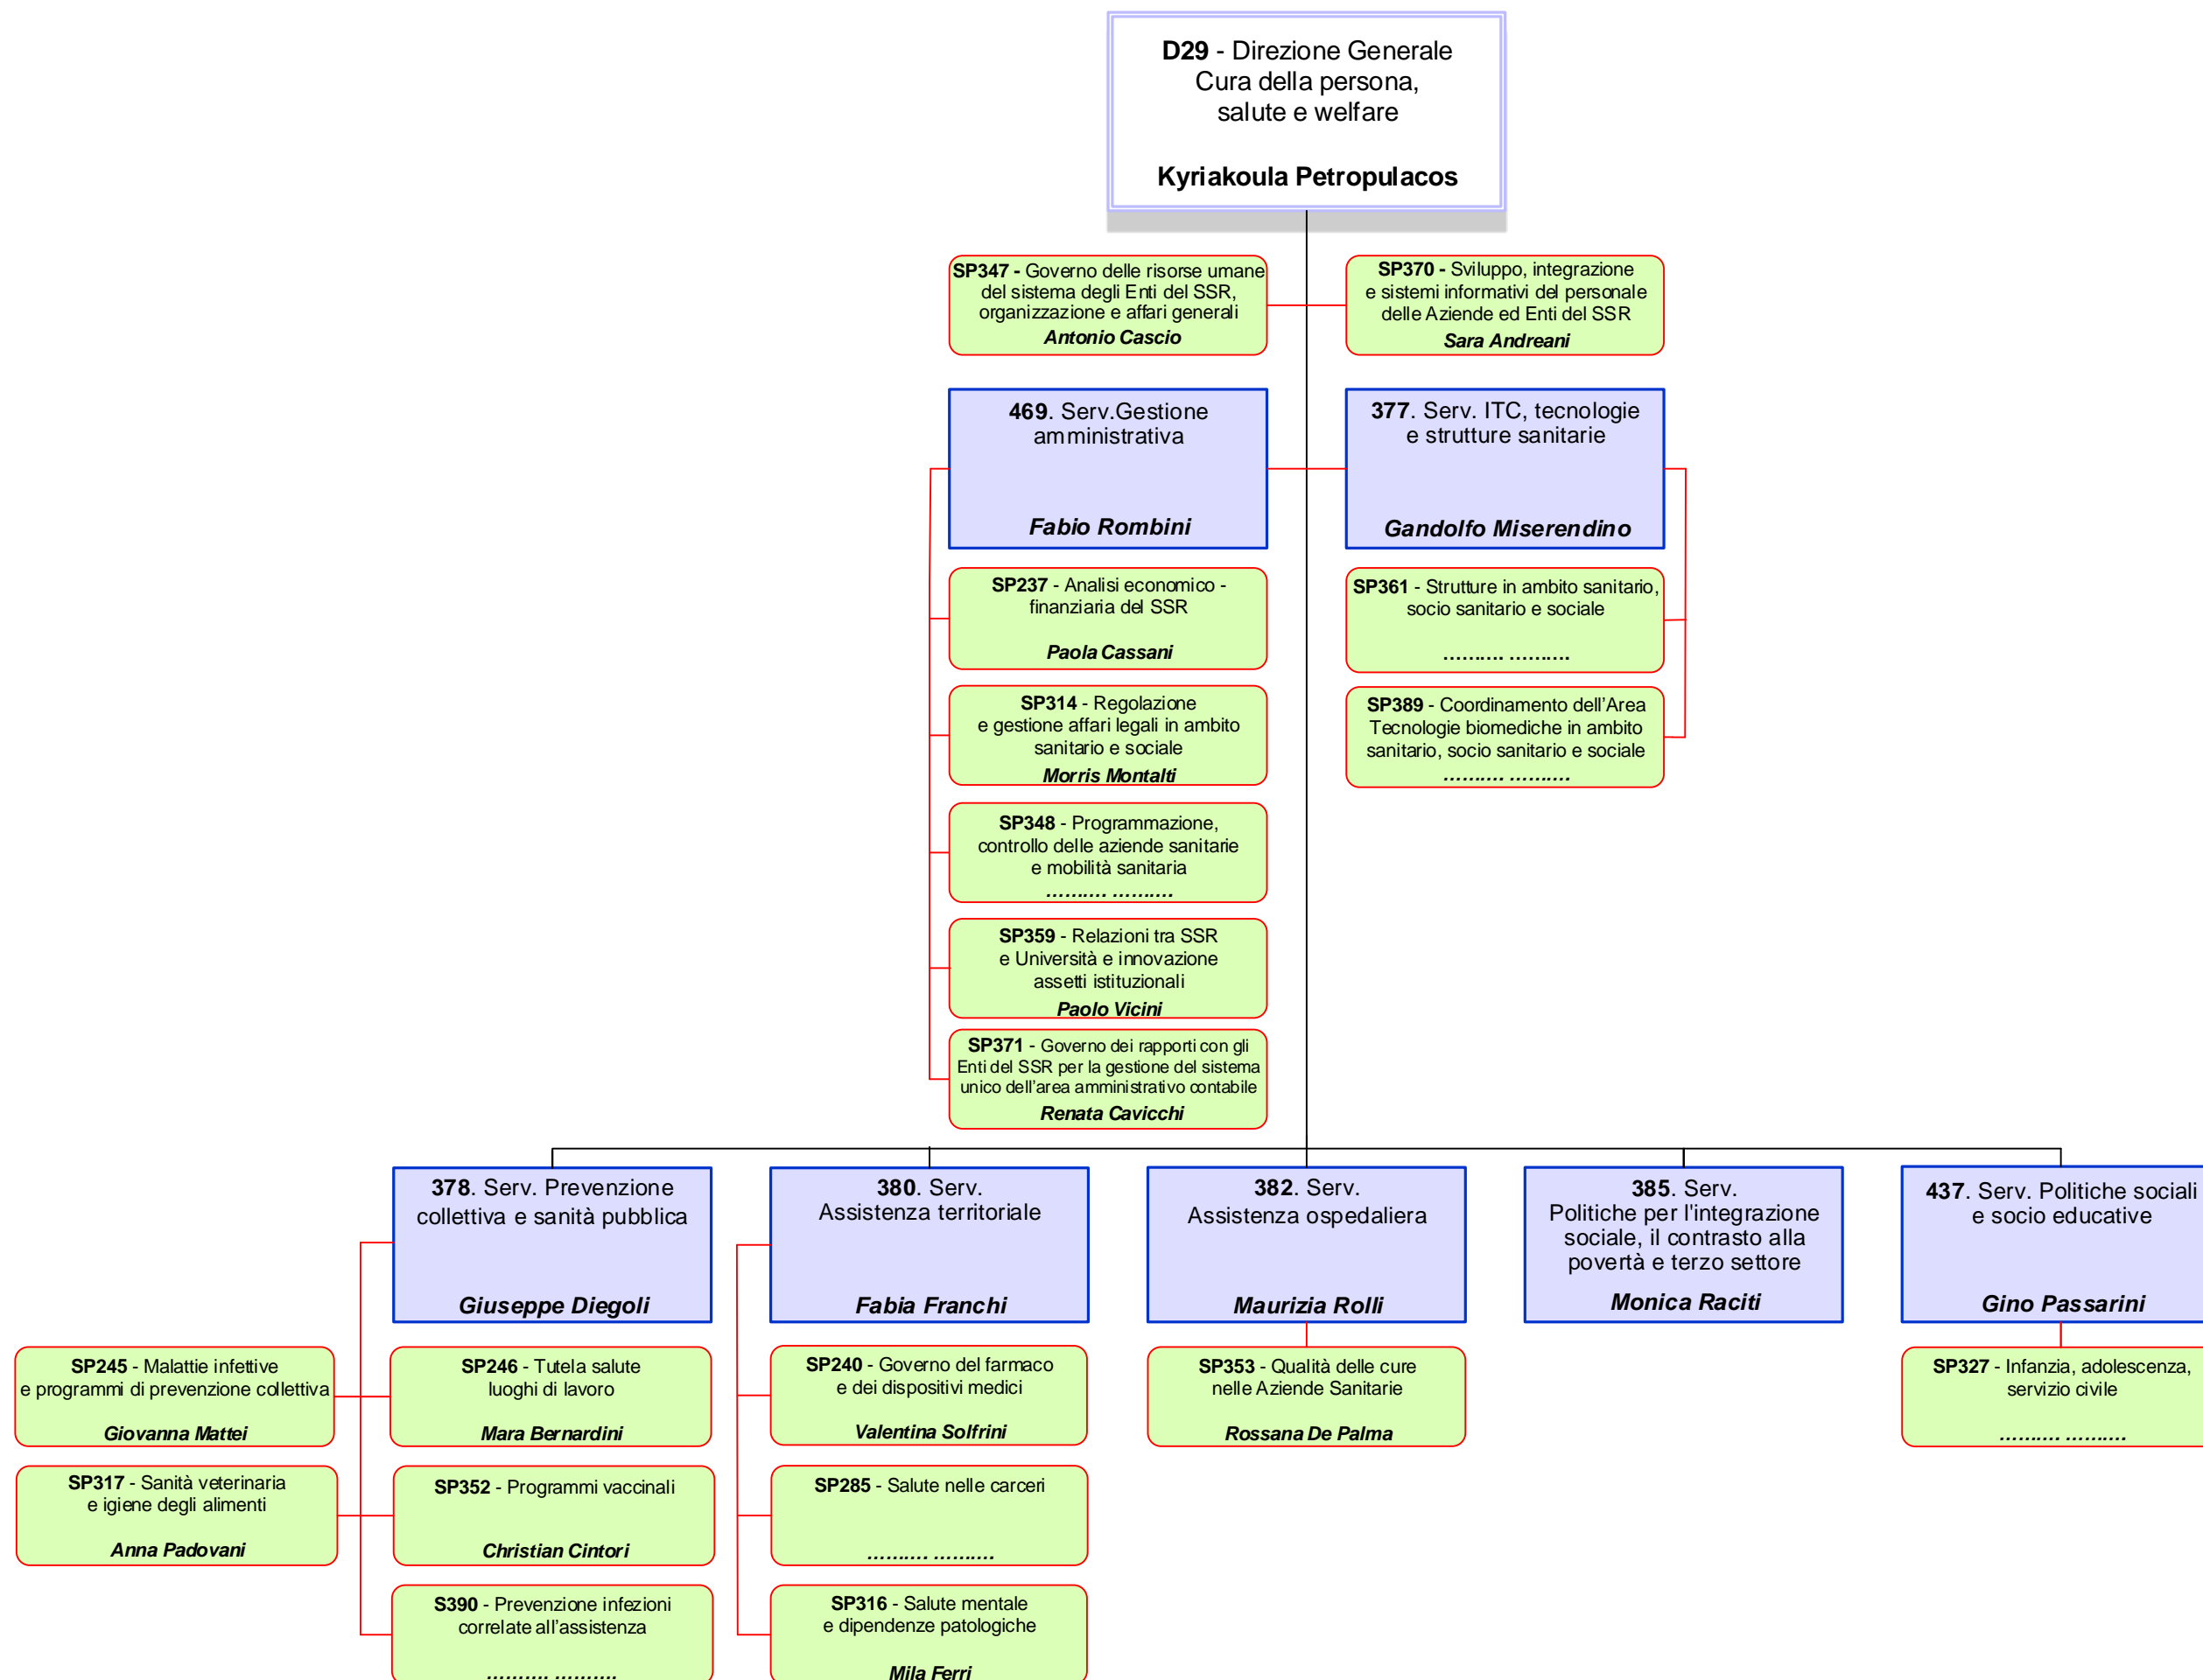 D29 - Direzione Generale
Cura della persona,
salute e welfare
Kyriakoula Petropulacos
SP347 - Governo delle risorse umane
del sistema degli Enti del SSR,
organizzazione e affari generali
Antonio Cascio
SP370 - Sviluppo, integrazione
e sistemi informativi del personale
delle Aziende ed Enti del SSR
Sara Andreani
469. Serv.Gestione
amministrativa
Fabio Rombini
377. Serv. ITC, tecnologie
e strutture sanitarie
Gandolfo Miserendino
SP237 - Analisi economico -
finanziaria del SSR
Paola Cassani
SP361 - Strutture in ambito sanitario,
socio sanitario e sociale
.......... ..........
SP314 - Regolazione
e gestione affari legali in ambito
sanitario e sociale
Morris Montalti
SP389 - Coordinamento dell'Area
Tecnologie biomediche in ambito
sanitario, socio sanitario e sociale
.......... ..........
SP348 - Programmazione,
controllo delle aziende sanitarie
e mobilità sanitaria
.......... ..........
SP359 - Relazioni tra SSR
e Università e innovazione
assetti istituzionali
Paolo Vicini
SP371 - Governo dei rapporti con gli
Enti del SSR per la gestione del sistema
unico dell'area amministrativo contabile
Renata Cavicchi
378. Serv. Prevenzione
collettiva e sanità pubblica
Giuseppe Diegoli
380. Serv.
Assistenza territoriale
Fabia Franchi
382. Serv.
Assistenza ospedaliera
Maurizia Rolli
385. Serv.
Politiche per l'integrazione
sociale, il contrasto alla
povertà e terzo settore
Monica Raciti
437. Serv. Politiche sociali
e socio educative
Gino Passarini
SP245 - Malattie infettive
e programmi di prevenzione collettiva
Giovanna Mattei
SP246 - Tutela salute
luoghi di lavoro
Mara Bernardini
SP240 - Governo del farmaco
e dei dispositivi medici
Valentina Solfrini
SP353 - Qualità delle cure
nelle Aziende Sanitarie
Rossana De Palma
SP327 - Infanzia, adolescenza,
servizio civile
.......... ..........
SP317 - Sanità veterinaria
e igiene degli alimenti
Anna Padovani
SP352 - Programmi vaccinali
Christian Cintori
SP285 - Salute nelle carceri
.......... ..........
S390 - Prevenzione infezioni
correlate all'assistenza
.......... ..........
SP316 - Salute mentale
e dipendenze patologiche
Mila Ferri